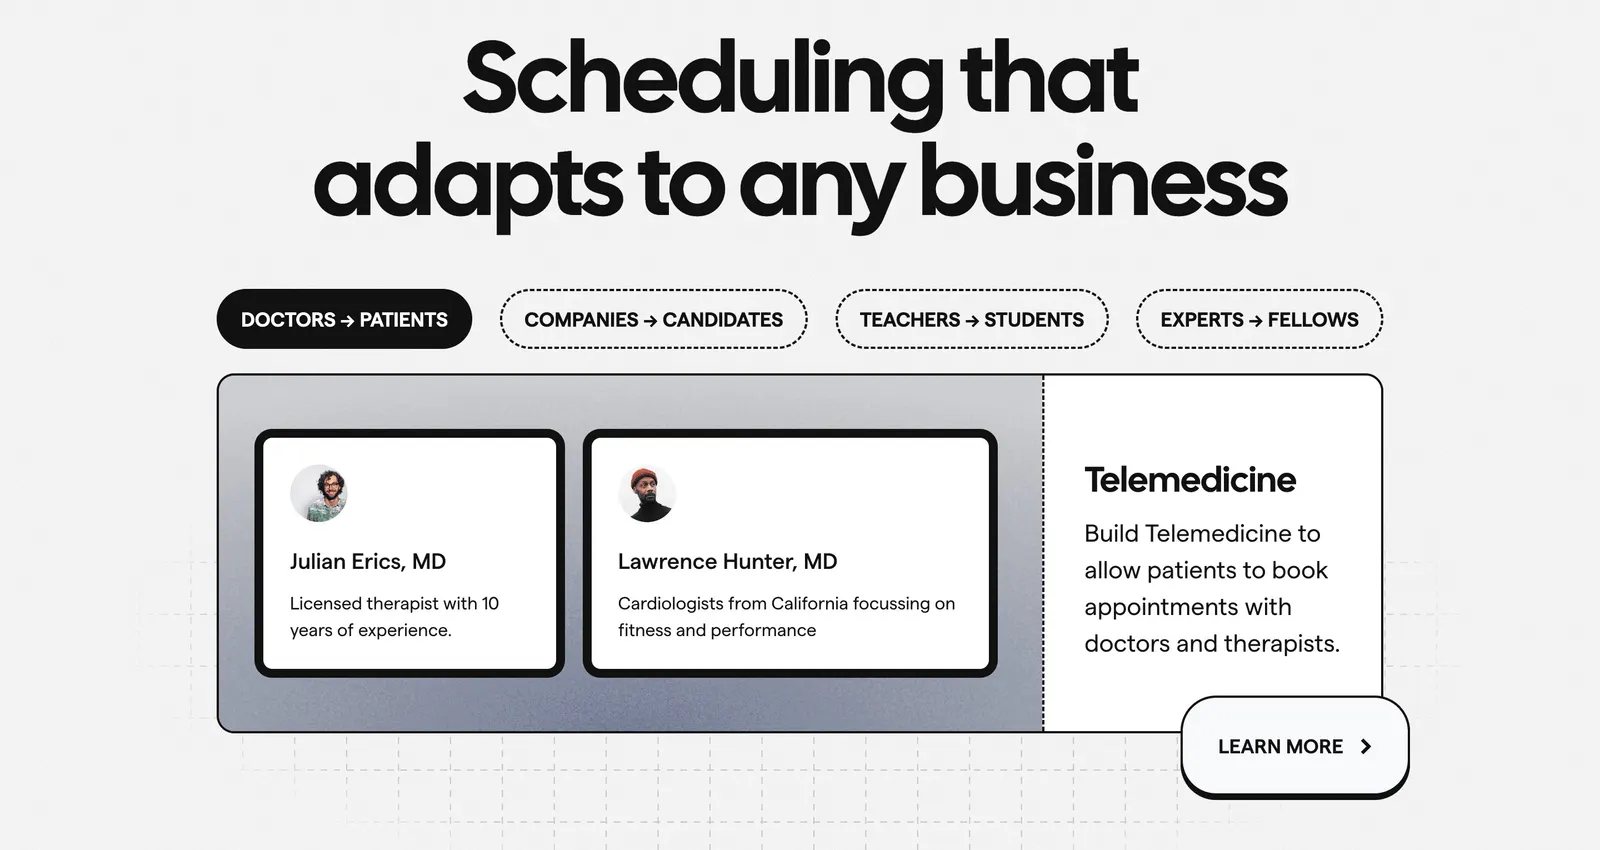 Scheduling that
adapts to any business
DOCTORS → PATIENTS
COMPANIES → CANDIDATES
TEACHERS → STUDENTS
EXPERTS → FELLOWS
Julian Erics, MD
Licensed therapist with 10
years of experience.
Lawrence Hunter, MD
Cardiologists from California focussing on
fitness and performance
Telemedicine
Build Telemedicine to
allow patients to book
appointments with
doctors and therapists.
LEARN MORE